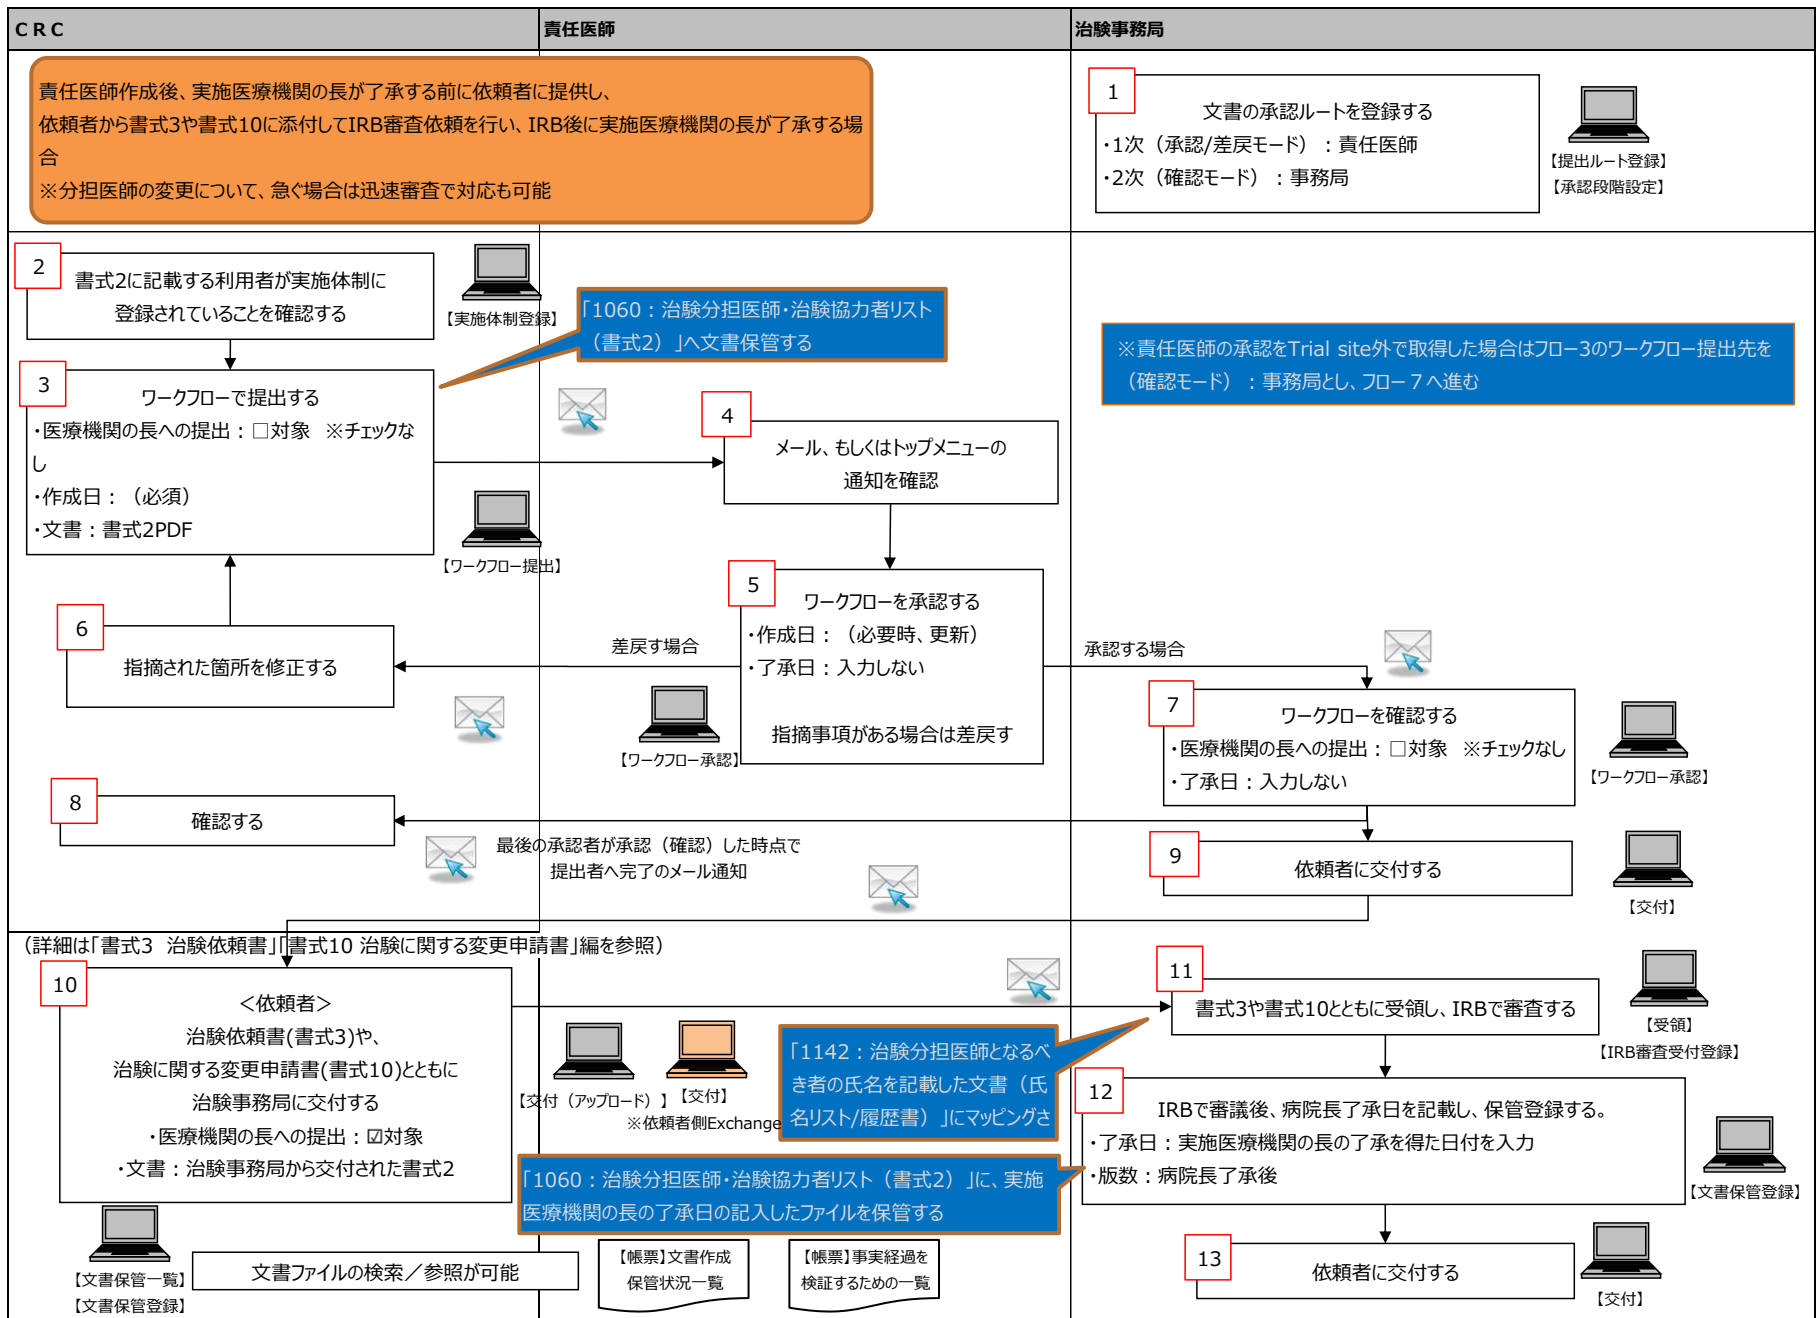 ＣＲＣ
責任医師
治験事務局
責任医師作成後、実施医療機関の長が了承する前に依頼者に提供し、
依頼者から書式3や書式10に添付してIRB審査依頼を行い、IRB後に実施医療機関の長が了承する場
合
※分担医師の変更について、急ぐ場合は迅速審査で対応も可能
1
文書の承認ルートを登録する
・1次（承認/差戻モード）：責任医師
・2次（確認モード）：事務局
【提出ルート登録】
【承認段階設定】
2
書式2に記載する利用者が実施体制に
登録されていることを確認する
【実施体制登録】
「1060：治験分担医師・治験協力者リスト
（書式2）」へ文書保管する
※責任医師の承認をTrial site外で取得した場合はフロー3のワークフロー提出先を
（確認モード）：事務局とし、フロー７へ進む
3
ワークフローで提出する
・医療機関の長への提出：□対象　※チェックな
し
・作成日：（必須）
・文書：書式2PDF
【ワークフロー提出】
4
メール、もしくはトップメニューの
通知を確認
5
ワークフローを承認する
・作成日：（必要時、更新）
・了承日：入力しない
指摘事項がある場合は差戻す
【ワークフロー承認】
差戻す場合
承認する場合
6
指摘された箇所を修正する
7
ワークフローを確認する
・医療機関の長への提出：□対象　※チェックなし
・了承日：入力しない
【ワークフロー承認】
8
確認する
最後の承認者が承認（確認）した時点で
提出者へ完了のメール通知
9
依頼者に交付する
【交付】
（詳細は「書式3　治験依頼書」「書式10 治験に関する変更申請書」編を参照）
10
＜依頼者＞
治験依頼書(書式3)や、
治験に関する変更申請書(書式10)とともに
治験事務局に交付する
・医療機関の長への提出：☑対象
・文書：治験事務局から交付された書式2
【交付（アップロード）】
【交付】
※依頼者側Exchange
11
書式3や書式10とともに受領し、IRBで審査する
【受領】
【IRB審査受付登録】
「1142：治験分担医師となるべ
き者の氏名を記載した文書（氏
名リスト/履歴書）」にマッピングさ
12
IRBで審議後、病院長了承日を記載し、保管登録する。
・了承日：実施医療機関の長の了承を得た日付を入力
・版数：病院長了承後
【文書保管登録】
「1060：治験分担医師・治験協力者リスト（書式2）」に、実施
医療機関の長の了承日の記入したファイルを保管する
【文書保管一覧】
【文書保管登録】
文書ファイルの検索／参照が可能
【帳票】文書作成
保管状況一覧
【帳票】事実経過を
検証するための一覧
13
依頼者に交付する
【交付】